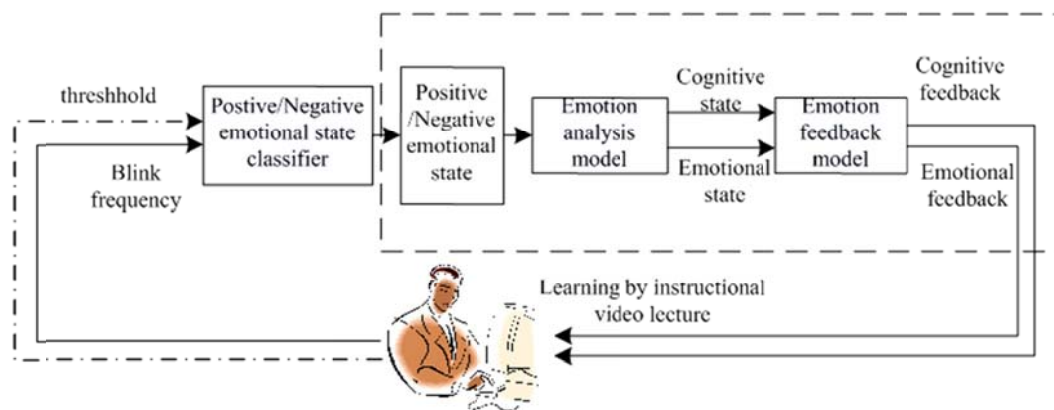 threshhold
Blink
frequency
Postive/Negative
emotional state
classifier
Positive
/Negative
emotional
state
Emotion
analysis
model
Cognitive
state
Emotional
state
Emotion
feedback
model
Cognitive
feedback
Emotional
feedback
Learning by instructional
video lecture